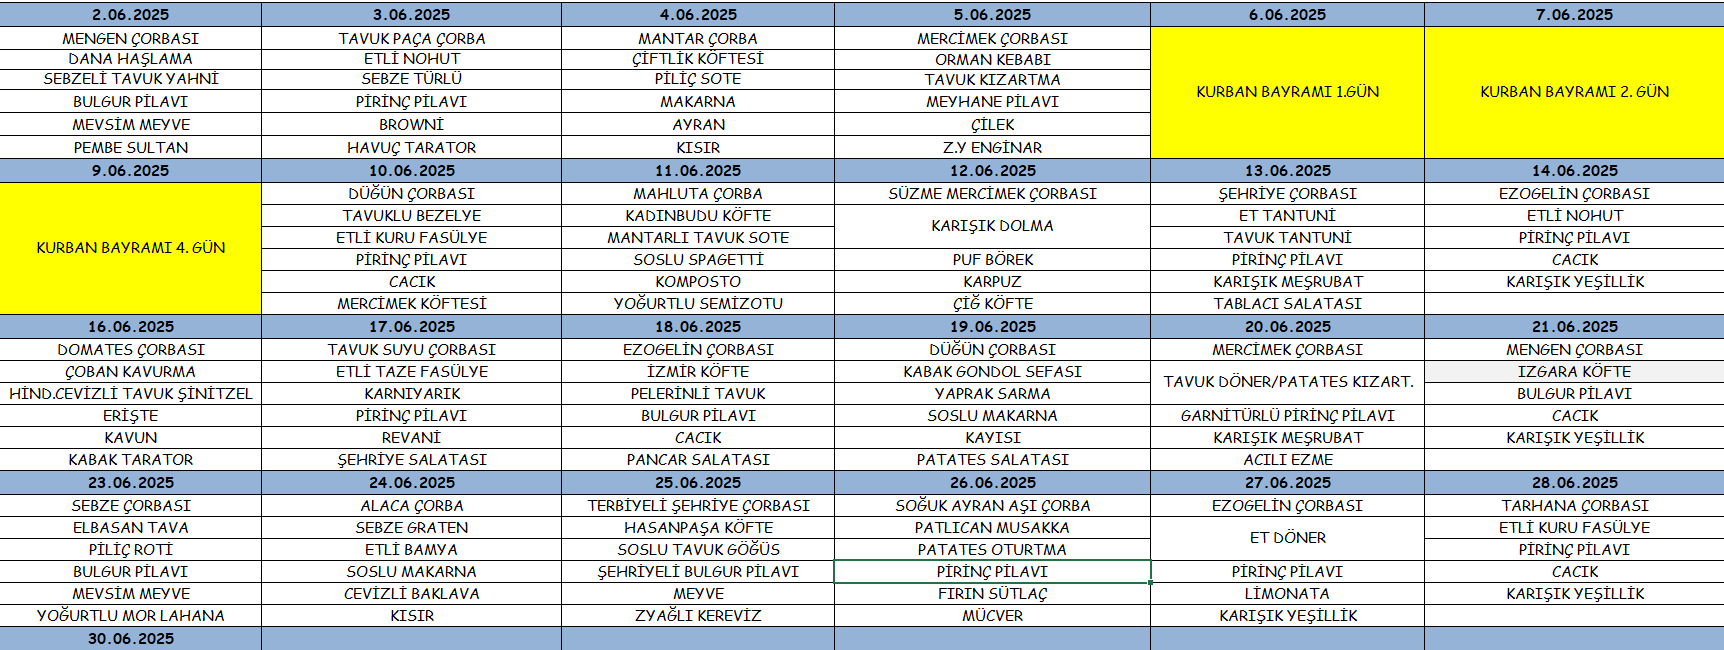 2.06.2025 3.06.2025 4.06.2025 5.06.2025 6.06.2025 7.06.2025
MENGEN ÇORBASI TAVUK PAÇA ÇORBA MANTAR ÇORBA MERCİMEK ÇORBASI
DANA HAŞLAMA ETLİ NOHUT ÇİFTLİK KÖFTESİ ORMAN KEBABI
SEBZELİ TAVUK YAHNİ SEBZE TÜRLÜ PİLİÇ SOTE TAVUK KIZARTMA
KURBAN BAYRAMI 1.GÜN KURBAN BAYRAMI 2. GÜN
BULGUR PİLAVI PİRİNÇ PİLAVI MAKARNA MEYHANE PİLAVI
MEVSİM MEYVE BROWNİ AYRAN ÇİLEK
PEMBE SULTAN HAVUÇ TARATOR KISIR Z.Y ENGİNAR
9.06.2025 10.06.2025 11.06.2025 12.06.2025 13.06.2025 14.06.2025
DÜĞÜN ÇORBASI MAHLUTA ÇORBA SÜZME MERCİMEK ÇORBASI ŞEHRİYE ÇORBASI EZOGELİN ÇORBASI
TAVUKLU BEZELYE KADINBUDU KÖFTE KARIŞIK DOLMA ET TANTUNİ ETLİ NOHUT
ETLİ KURU FASÜLYE MANTARLI TAVUK SOTE TAVUK TANTUNİ PİRİNÇ PİLAVI
KURBAN BAYRAMI 4. GÜN
PİRİNÇ PİLAVI SOSLU SPAGETTİ PUF BÖREK PİRİNÇ PİLAVI CACIK
CACIK KOMPOSTO KARPUZ KARIŞIK MEŞRUBAT KARIŞIK YEŞİLLİK
MERCİMEK KÖFTESİ YOĞURTLU SEMİZOTU ÇİĞ KÖFTE TABLACI SALATASI
16.06.2025 17.06.2025 18.06.2025 19.06.2025 20.06.2025 21.06.2025
DOMATES ÇORBASI TAVUK SUYU ÇORBASI EZOGELİN ÇORBASI DÜĞÜN ÇORBASI MERCİMEK ÇORBASI MENGEN ÇORBASI
ÇOBAN KAVURMA ETLİ TAZE FASÜLYE İZMİR KÖFTE KABAK GONDOL SEFASI TAVUK DÖNER/PATATES KIZART. IZGARA KÖFTE
HİND.CEVİZLİ TAVUK ŞİNİTZEL KARNIYARIK PELERİNLİ TAVUK YAPRAK SARMA BULGUR PİLAVI
ERİŞTE PİRİNÇ PİLAVI BULGUR PİLAVI SOSLU MAKARNA GARNİTÜRLÜ PİRİNÇ PİLAVI CACIK
KAVUN REVANİ CACIK KAYISI KARIŞIK MEŞRUBAT KARIŞIK YEŞİLLİK
KABAK TARATOR ŞEHRİYE SALATASI PANCAR SALATASI PATATES SALATASI ACILI EZME
23.06.2025 24.06.2025 25.06.2025 26.06.2025 27.06.2025 28.06.2025
SEBZE ÇORBASI ALACA ÇORBA TERBİYELİ ŞEHRİYE ÇORBASI SOĞUK AYRAN AŞI ÇORBA EZOGELİN ÇORBASI TARHANA ÇORBASI
ELBASAN TAVA SEBZE GRATEN HASANPAŞA KÖFTE PATLICAN MUSAKKA ET DÖNER ETLİ KURU FASÜLYE
PİLİÇ ROTİ ETLİ BAMYA SOSLU TAVUK GÖĞÜS PATATES OTURTMA PİRİNÇ PİLAVI
BULGUR PİLAVI SOSLU MAKARNA ŞEHRİYELİ BULGUR PİLAVI PİRİNÇ PİLAVI PİRİNÇ PİLAVI CACIK
MEVSİM MEYVE CEVİZLİ BAKLAVA MEYVE FIRIN SÜTLAÇ LİMONATA KARIŞIK YEŞİLLİK
YOĞURTLU MOR LAHANA KISIR ZYAĞLI KEREVİZ MÜCVER KARIŞIK YEŞİLLİK
30.06.2025